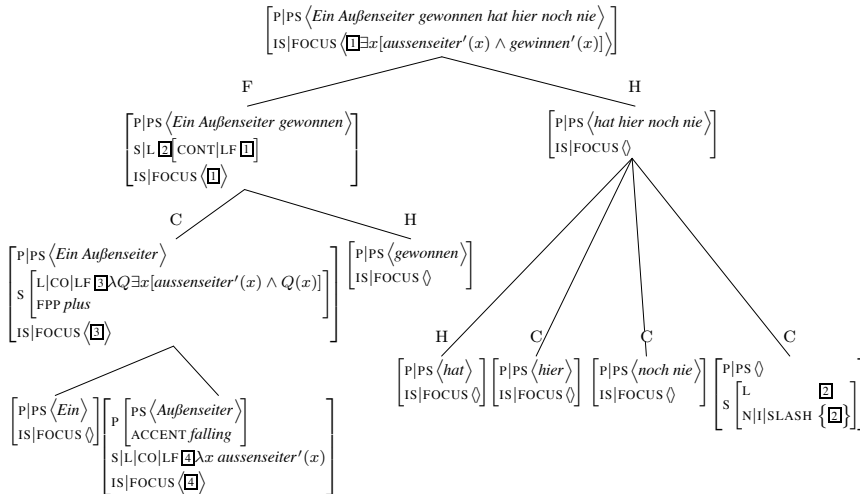 P|PS ⟨Ein Außenseiter gewonnen hat hier noch nie⟩
IS|FOCUS ⟨1∃x[aussenseiter′(x) ∧ gewinnen′(x)]⟩
F
H
P|PS ⟨Ein Außenseiter gewonnen⟩
S|L 2[CONT|LF 1]
IS|FOCUS ⟨1⟩
P|PS ⟨hat hier noch nie⟩
IS|FOCUS ⟨⟩
C
H
P|PS ⟨Ein Außenseiter⟩
S [L|CO|LF 3λQ∃x[aussenseiter′(x) ∧ Q(x)]
FPP plus]
IS|FOCUS ⟨3⟩
P|PS ⟨gewonnen⟩
IS|FOCUS ⟨⟩
H
C
C
C
P|PS ⟨hat⟩
IS|FOCUS ⟨⟩
P|PS ⟨hier⟩
IS|FOCUS ⟨⟩
P|PS ⟨noch nie⟩
IS|FOCUS ⟨⟩
P|PS ⟨⟩
S [L 2
N|I|SLASH {2}]
P|PS ⟨Ein⟩
IS|FOCUS ⟨⟩
P [PS ⟨Außenseiter⟩
ACCENT falling]
S|L|CO|LF 4λx aussenseiter′(x)
IS|FOCUS ⟨4⟩